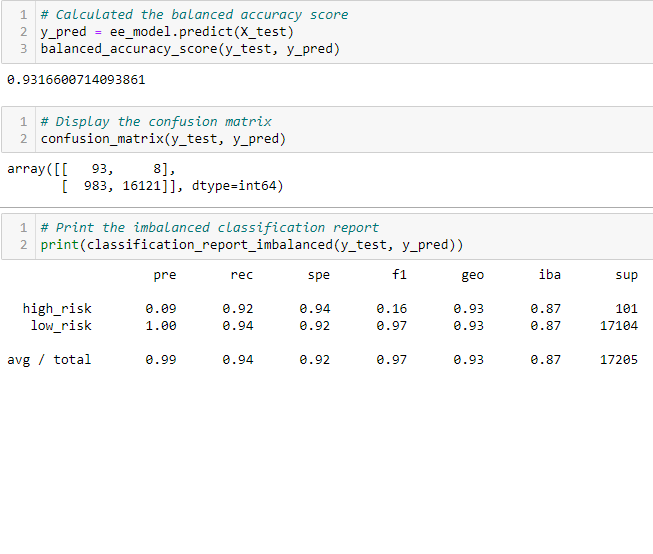 1 # Calculated the balanced accuracy score
2 y_pred = ee_model.predict(X_test)
3 balanced_accuracy_score(y_test, y_pred)
0.9316600714093861
1 # Display the confusion matrix
2 confusion_matrix(y_test, y_pred)
array([[   93,     8],
       [  983, 16121]], dtype=int64)
1 # Print the imbalanced classification report
2 print(classification_report_imbalanced(y_test, y_pred))
pre rec spe f1 geo iba sup
high_risk 0.09 0.92 0.94 0.16 0.93 0.87 101
low_risk 1.00 0.94 0.92 0.97 0.93 0.87 17104
avg / total 0.99 0.94 0.92 0.97 0.93 0.87 17205